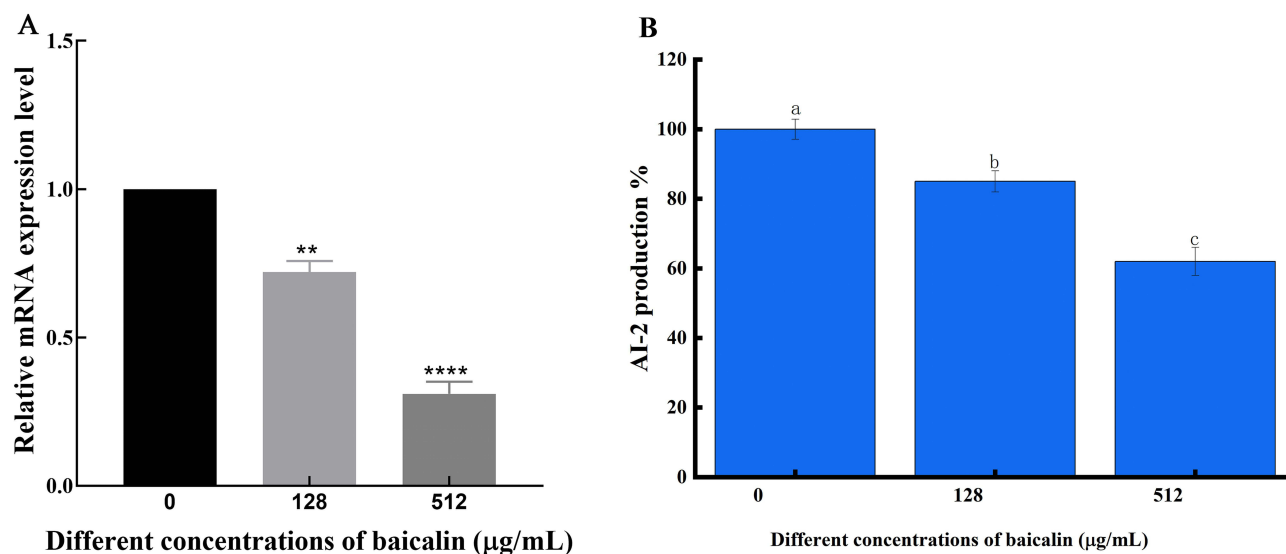 A
Relative mRNA expression level
1.5
1.0
0.5
0.0
**
****
0 128 512
Different concentrations of baicalin (μg/mL)
B
AI-2 production %
120
100
80
60
40
20
0
a
b
c
0 128 512
Different concentrations of baicalin (μg/mL)